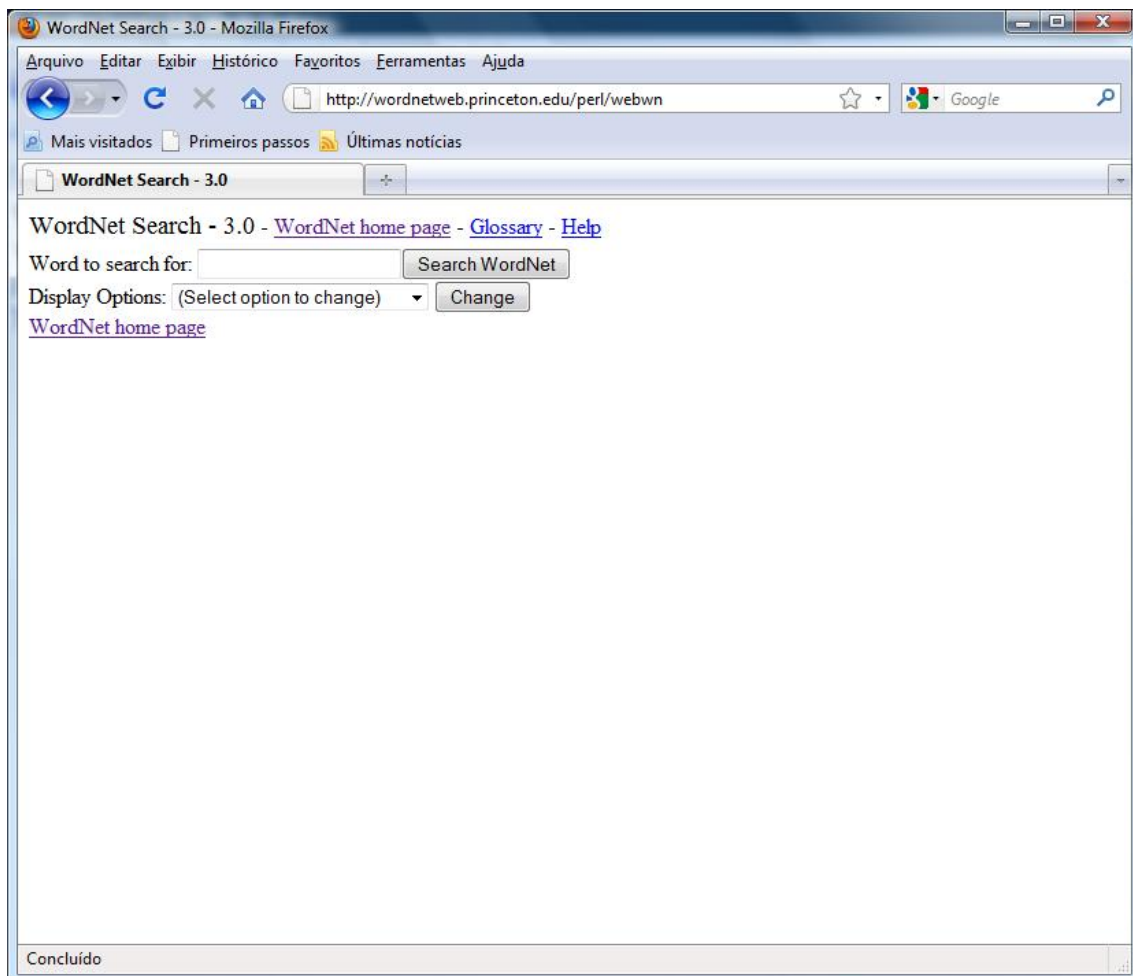 WordNet Search - 3.0 - Mozilla Firefox
Arquivo Editar Exibir Histórico Favoritos Ferramentas Ajuda
http://wordnetweb.princeton.edu/perl/webwn Google
Mais visitados Primeiros passos Últimas notícias
WordNet Search - 3.0
WordNet Search - 3.0 - WordNet home page - Glossary - Help
Word to search for: Search WordNet
Display Options: (Select option to change) Change
WordNet home page
Concluído